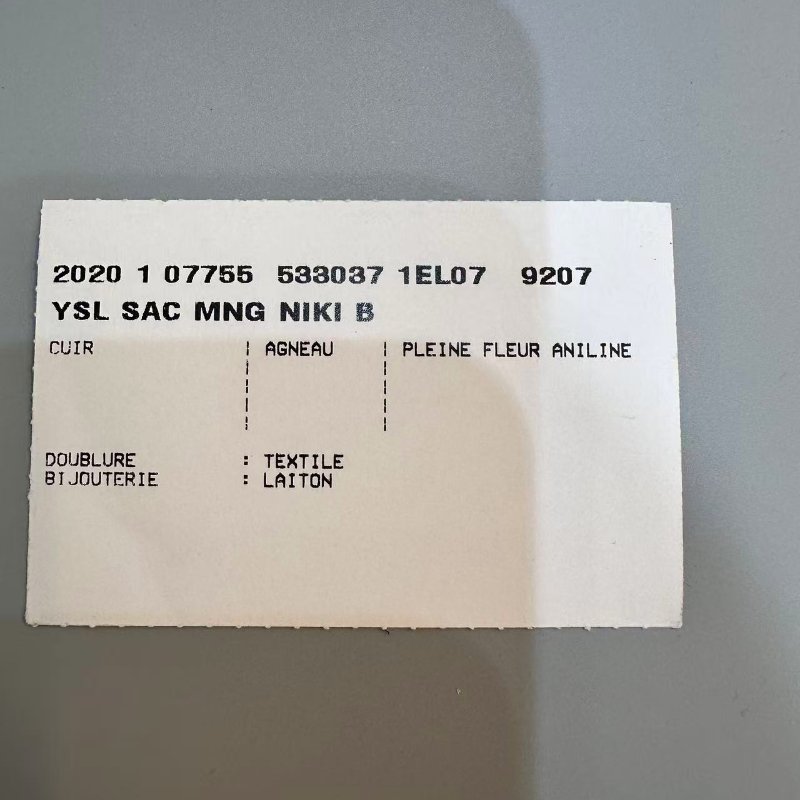 2020 1 07755 533037 1EL07 9207
YSL SAC MNG NIKI B
CUIR | AGNEAU | PLEINE FLEUR ANILINE
DOUBLURE : TEXTILE
BIJOUTERIE : LAITON